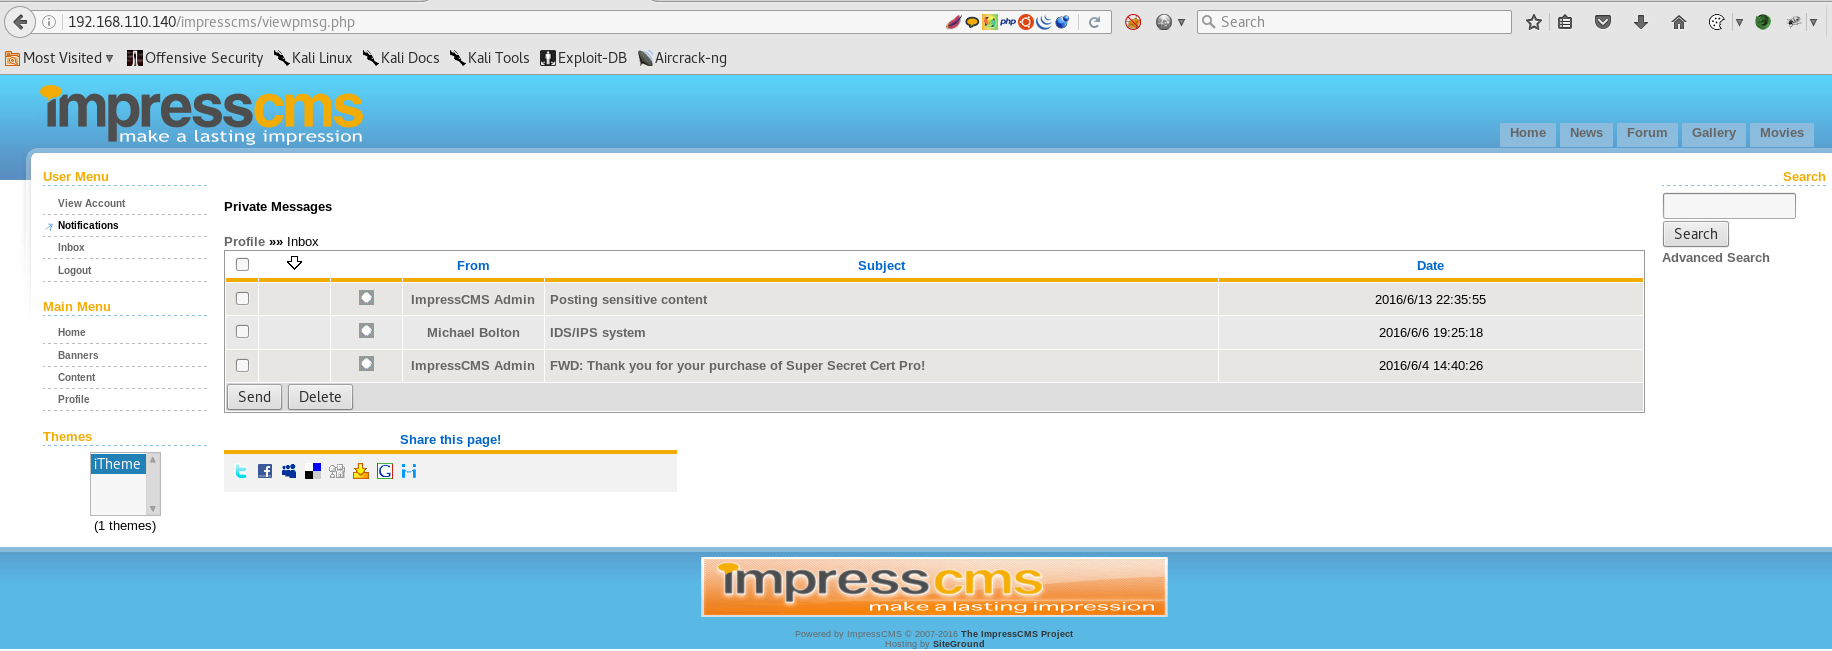 192.168.110.140/impresscms/viewpmsg.php
php
Search
Most Visited Offensive Security Kali Linux Kali Docs Kali Tools Exploit-DB Aircrack-ng
impresscms
make a lasting impression
Home News Forum Gallery Movies
User Menu
View Account
Notifications
Inbox
Logout
Main Menu
Home
Banners
Content
Profile
Themes
iTheme
(1 themes)
Private Messages
Profile »» Inbox
From Subject Date
ImpressCMS Admin Posting sensitive content 2016/6/13 22:35:55
Michael Bolton IDS/IPS system 2016/6/6 19:25:18
ImpressCMS Admin FWD: Thank you for your purchase of Super Secret Cert Pro! 2016/6/4 14:40:26
Send Delete
Share this page!
Search
Search
Advanced Search
impresscms
make a lasting impression
Powered by ImpressCMS © 2007-2016 The ImpressCMS Project
Hosting by SiteGround